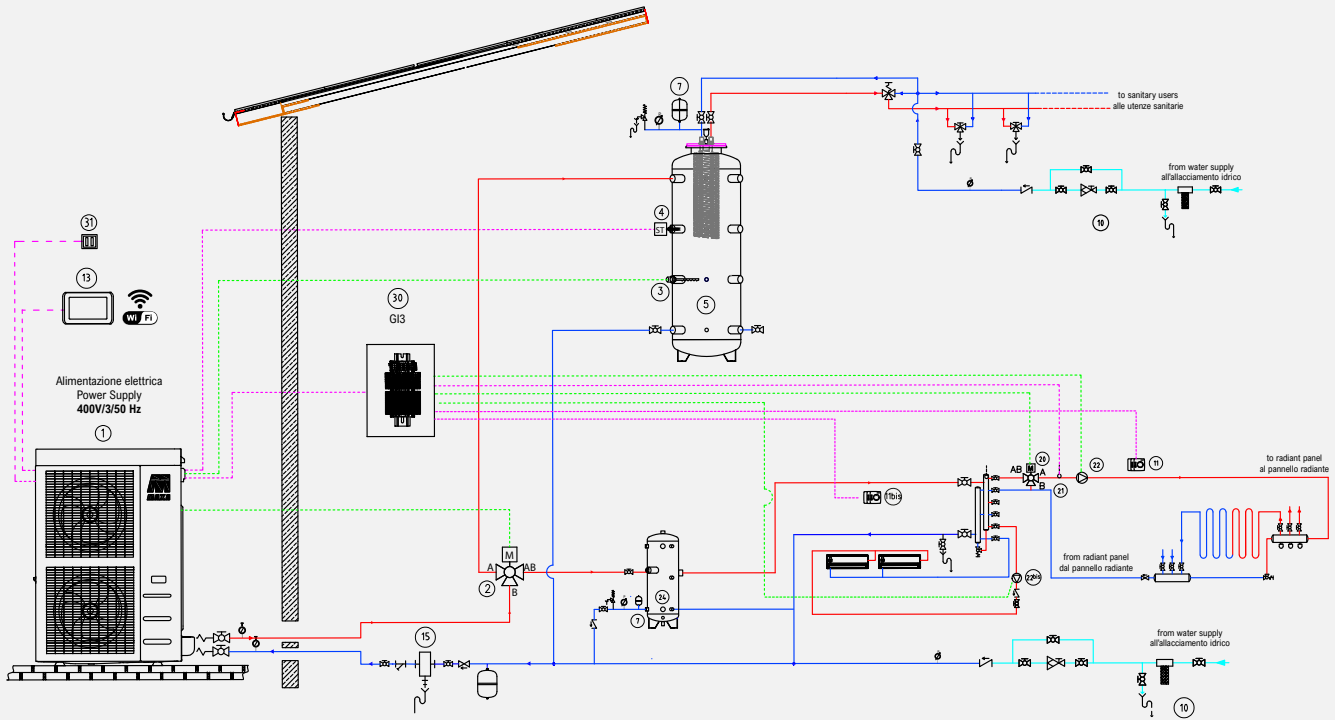 7
to sanitary users
alle utenze sanitarie
from water supply
all'allacciamento idrico
10
4
ST
31
13
Wi Fi
3
5
30
GI3
Alimentazione elettrica
Power Supply
400V/3/50 Hz
1
MAXA
20
M
AB
A
B
21
22
11
to radiant panel
al pannello radiante
11bis
from radiant panel
dal pannello radiante
22bis
M
A
AB
2
B
24
7
15
from water supply
all'allacciamento idrico
10